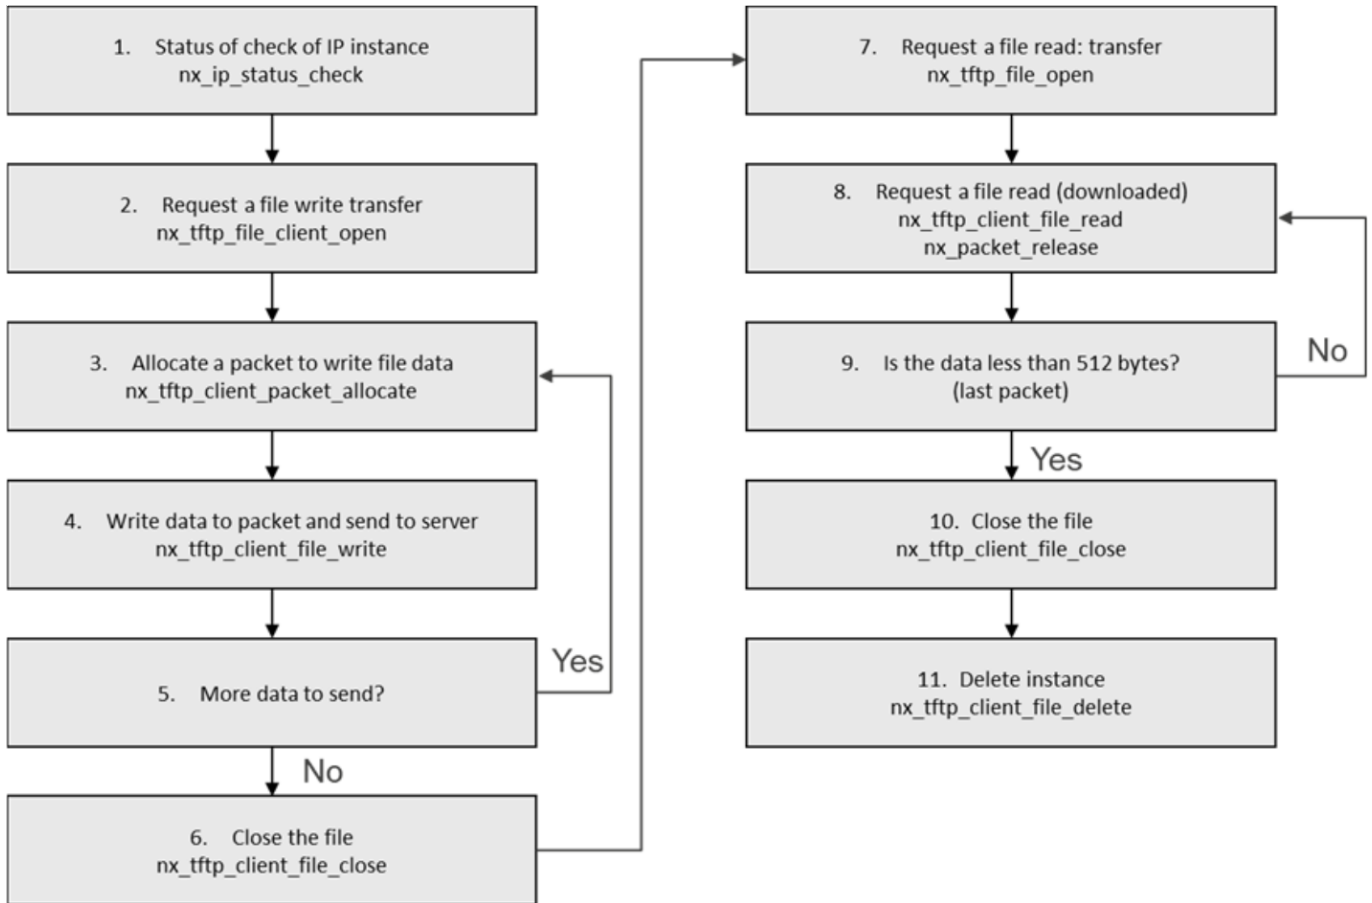 1. Status of check of IP instance
nx_ip_status_check
2. Request a file write transfer
nx_tftp_file_client_open
3. Allocate a packet to write file data
nx_tftp_client_packet_allocate
4. Write data to packet and send to server
nx_tftp_client_file_write
5. More data to send?
Yes
No
6. Close the file
nx_tftp_client_file_close
7. Request a file read: transfer
nx_tftp_file_open
8. Request a file read (downloaded)
nx_tftp_client_file_read
nx_packet_release
9. Is the data less than 512 bytes?
(last packet)
No
Yes
10. Close the file
nx_tftp_client_file_close
11. Delete instance
nx_tftp_client_file_delete